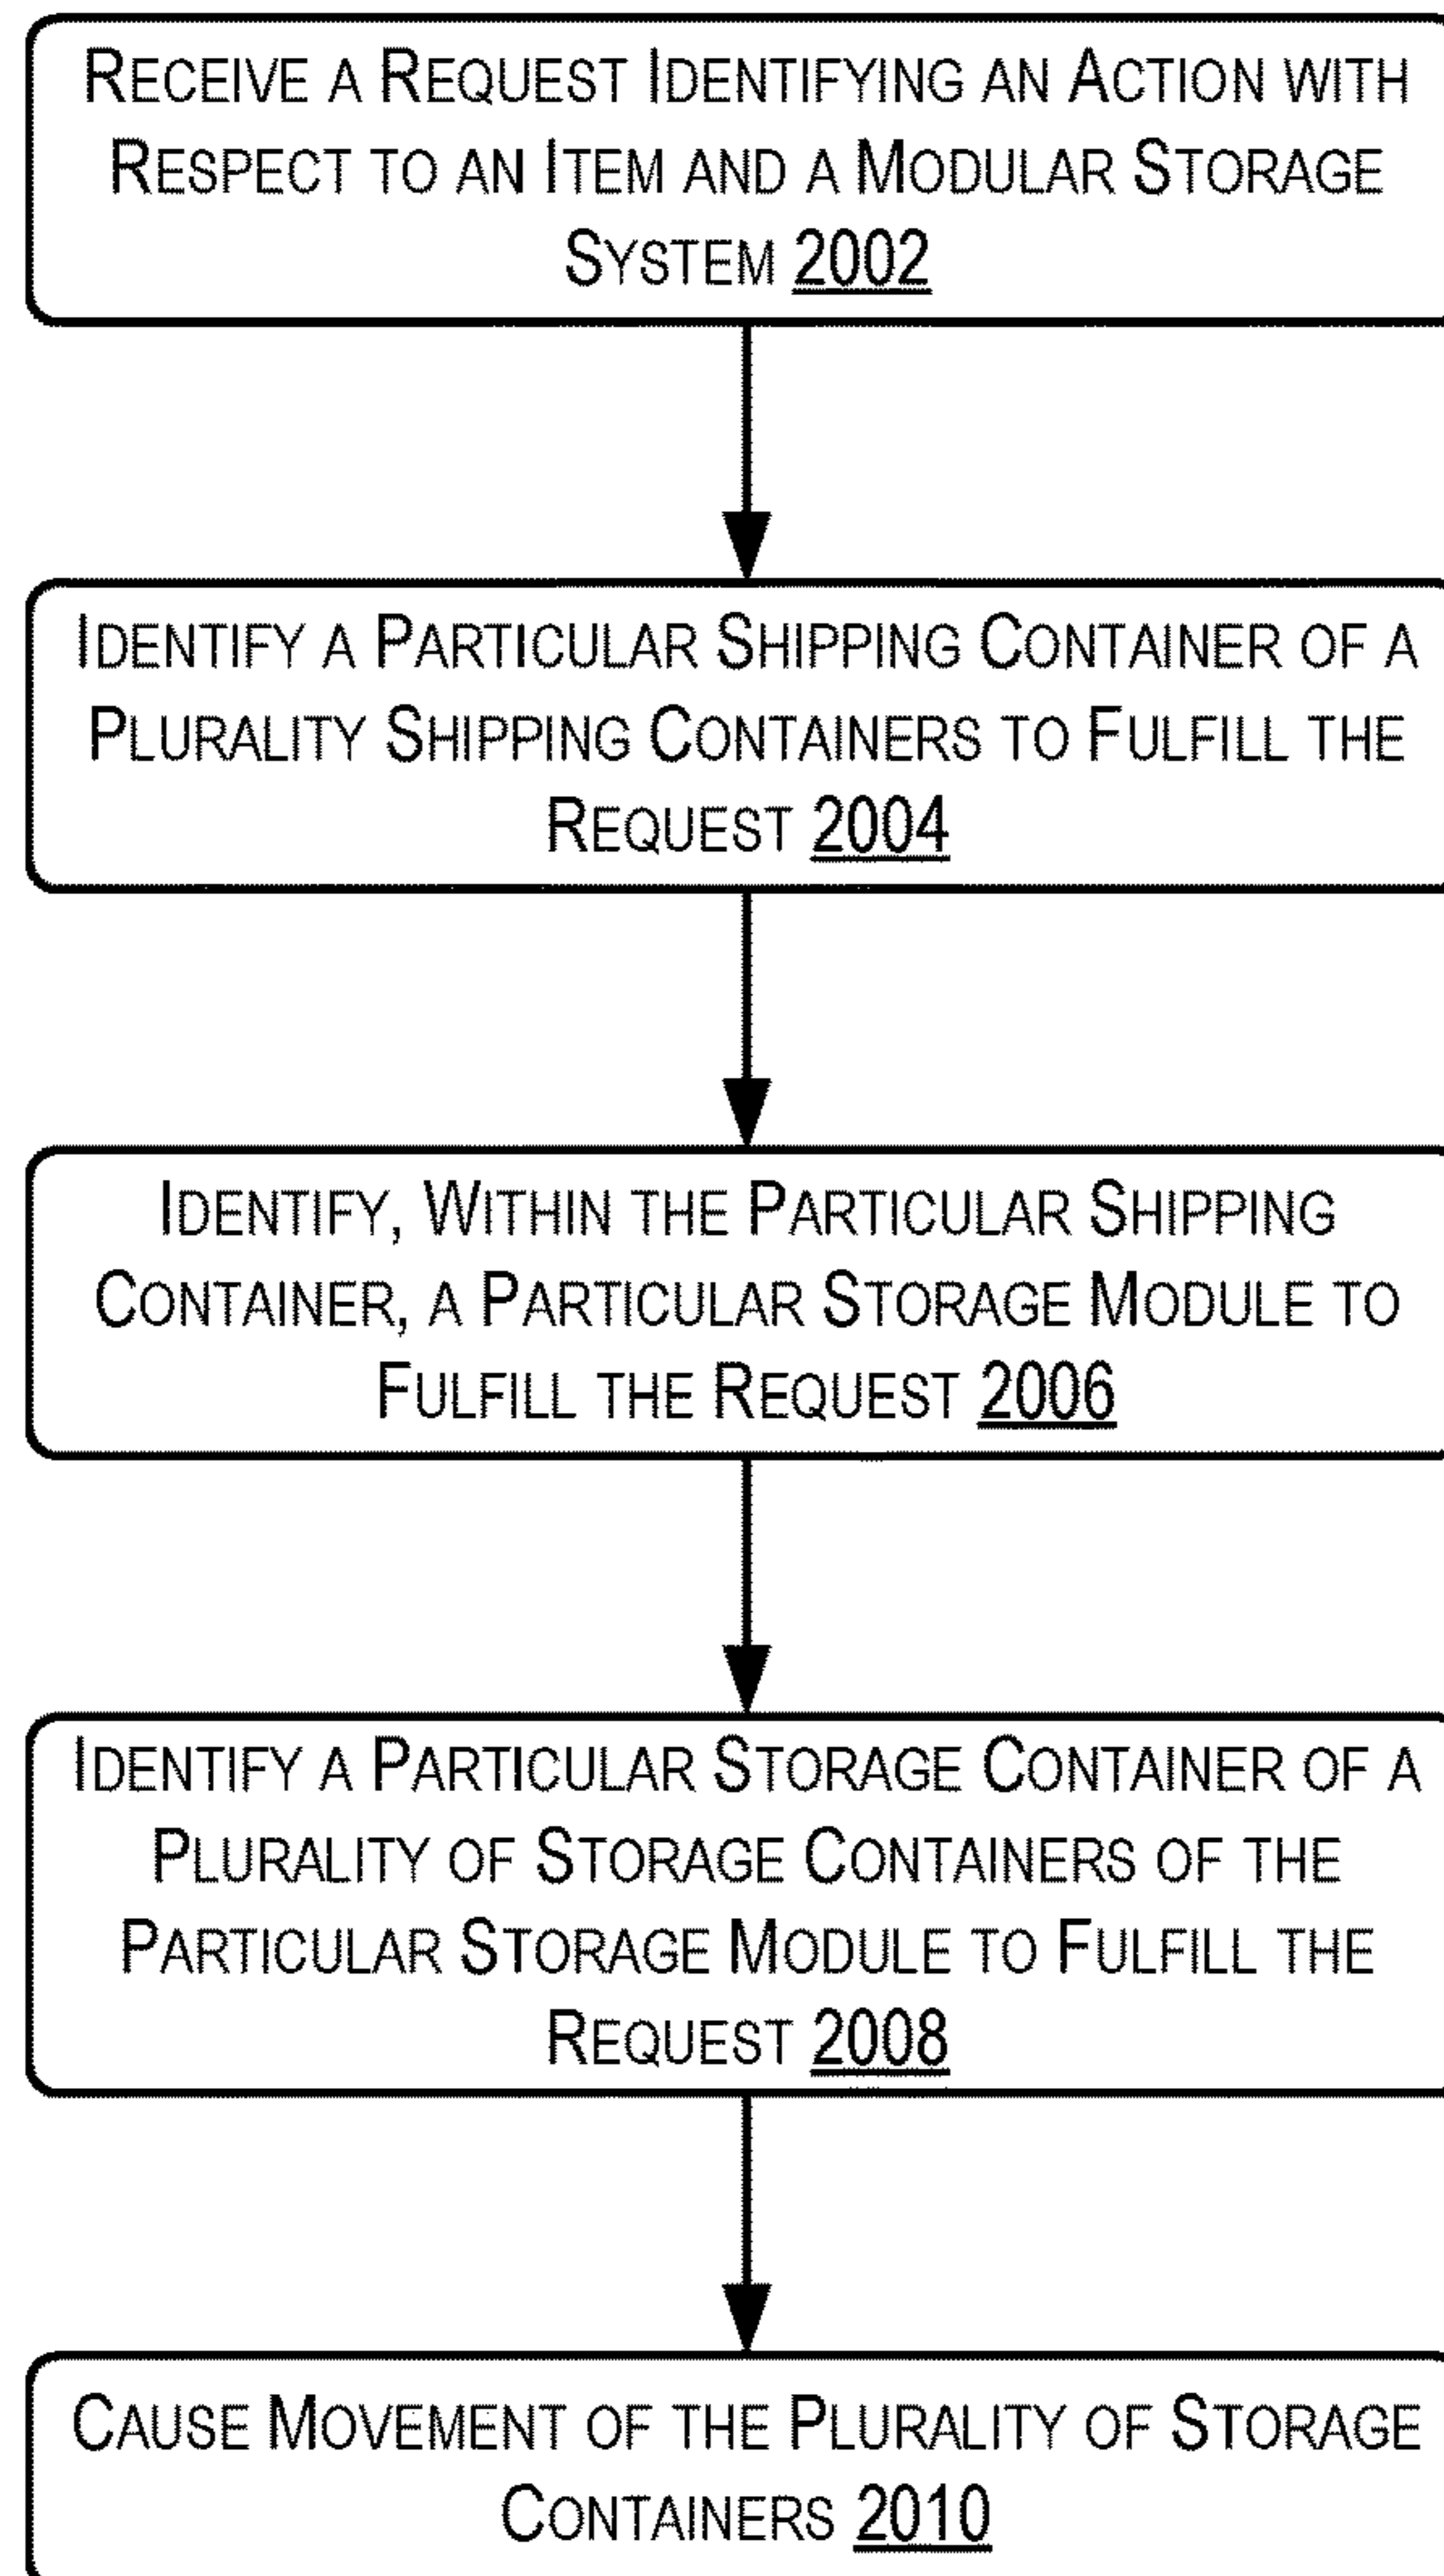 RECEIVE A REQUEST IDENTIFYING AN ACTION WITH
RESPECT TO AN ITEM AND A MODULAR STORAGE
SYSTEM 2002
IDENTIFY A PARTICULAR SHIPPING CONTAINER OF A
PLURALITY SHIPPING CONTAINERS TO FULFILL THE
REQUEST 2004
IDENTIFY, WITHIN THE PARTICULAR SHIPPING
CONTAINER, A PARTICULAR STORAGE MODULE TO
FULFILL THE REQUEST 2006
IDENTIFY A PARTICULAR STORAGE CONTAINER OF A
PLURALITY OF STORAGE CONTAINERS OF THE
PARTICULAR STORAGE MODULE TO FULFILL THE
REQUEST 2008
CAUSE MOVEMENT OF THE PLURALITY OF STORAGE
CONTAINERS 2010